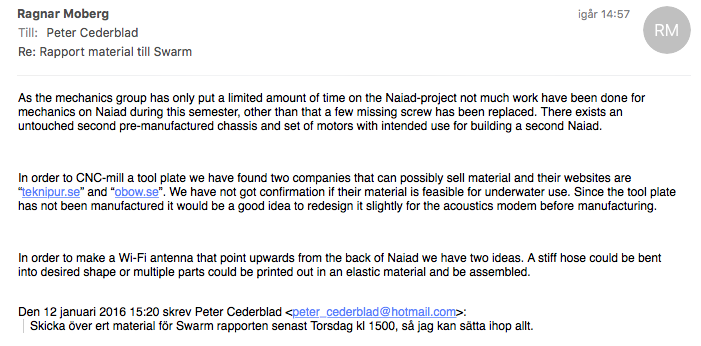 Ragnar Moberg
igår 14:57
RM
Till: Peter Cederblad
Re: Rapport material till Swarm
As the mechanics group has only put a limited amount of time on the Naiad-project not much work have been done for
mechanics on Naiad during this semester, other than that a few missing screw has been replaced. There exists an
untouched second pre-manufactured chassis and set of motors with intended use for building a second Naiad.
In order to CNC-mill a tool plate we have found two companies that can possibly sell material and their websites are
“teknipur.se” and “obow.se”. We have not got confirmation if their material is feasible for underwater use. Since the tool plate
has not been manufactured it would be a good idea to redesign it slightly for the acoustics modem before manufacturing.
In order to make a Wi-Fi antenna that point upwards from the back of Naiad we have two ideas. A stiff hose could be bent
into desired shape or multiple parts could be printed out in an elastic material and be assembled.
Den 12 januari 2016 15:20 skrev Peter Cederblad <peter_cederblad@hotmail.com>:
Skicka över ert material för Swarm rapporten senast Torsdag kl 1500, så jag kan sätta ihop allt.